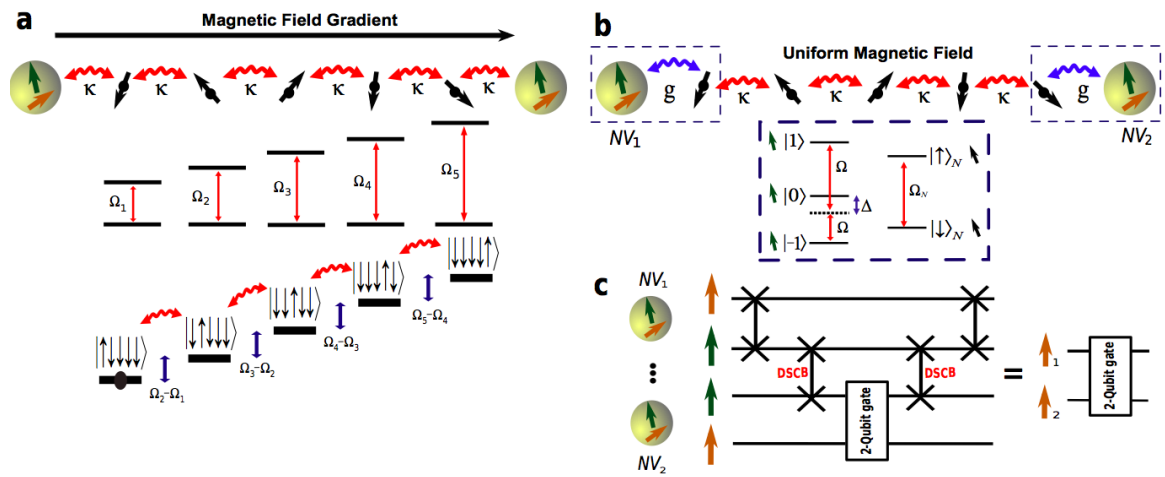 a
Magnetic Field Gradient
κ κ κ κ κ κ
Ω1
Ω2
Ω3
Ω4
Ω5
|↑↓↓↓↓⟩
|↓↑↓↓↓⟩
|↓↓↑↓↓⟩
|↓↓↓↑↓⟩
|↓↓↓↓↑⟩
Ω2−Ω1
Ω3−Ω2
Ω4−Ω3
Ω5−Ω4
b
Uniform Magnetic Field
g κ κ κ κ g
NV1
NV2
|1⟩
|0⟩
|−1⟩
Ω
Ω
Δ
|↑⟩N
ΩN
|↓⟩N
c
NV1
NV2
DSCB
DSCB
2-Qubit gate
=
1
2
2-Qubit gate